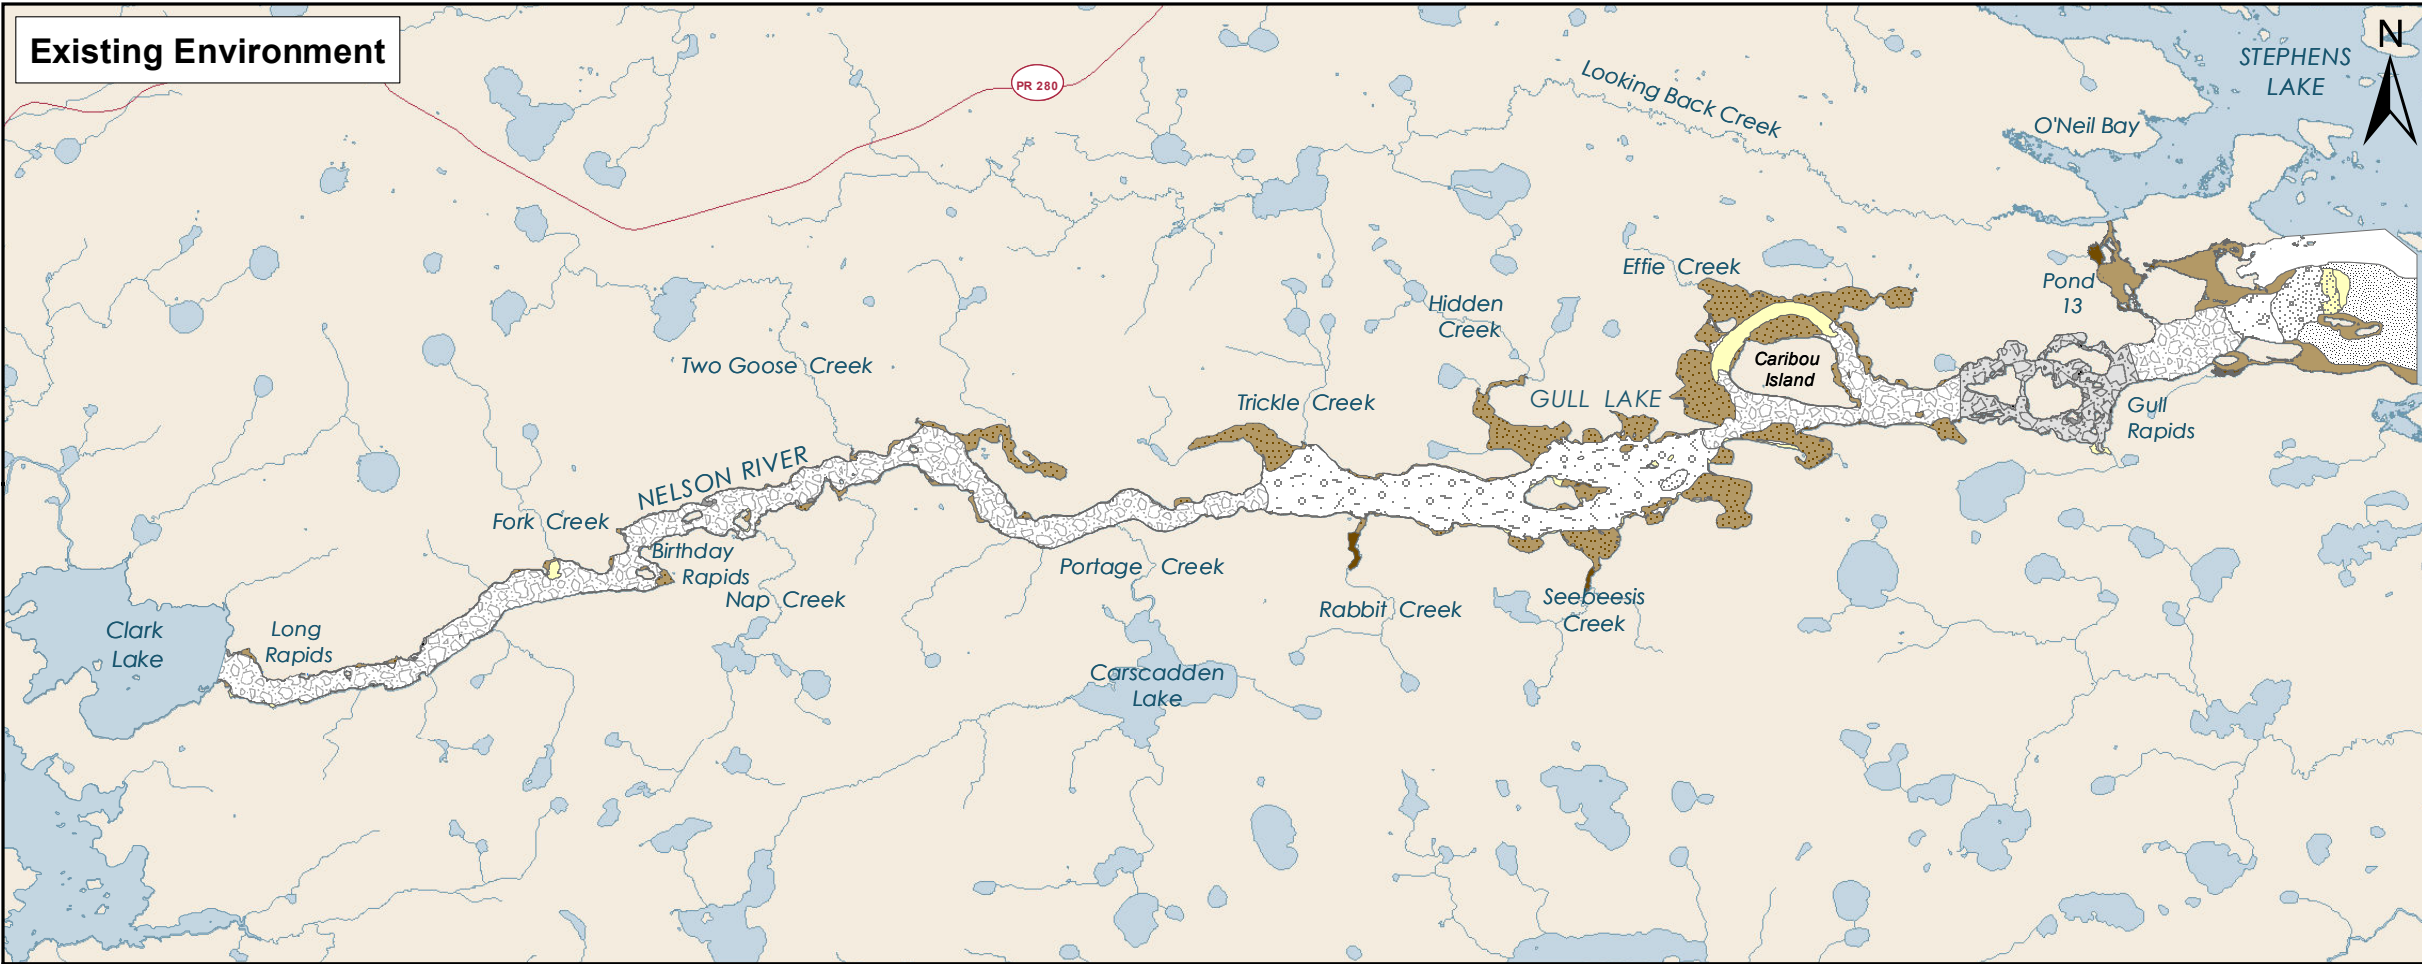 Existing Environment
PR 280
Looking Back Creek
STEPHENS
LAKE
N
O'Neil Bay
Effie Creek
Pond
13
Hidden
Creek
Two Goose Creek
Caribou
Island
GULL LAKE
Trickle Creek
Gull
Rapids
NELSON RIVER
Fork Creek
Birthday
Rapids
Portage Creek
Nap Creek
Rabbit Creek
Seebeesis
Creek
Clark
Lake
Long
Rapids
Carscadden
Lake